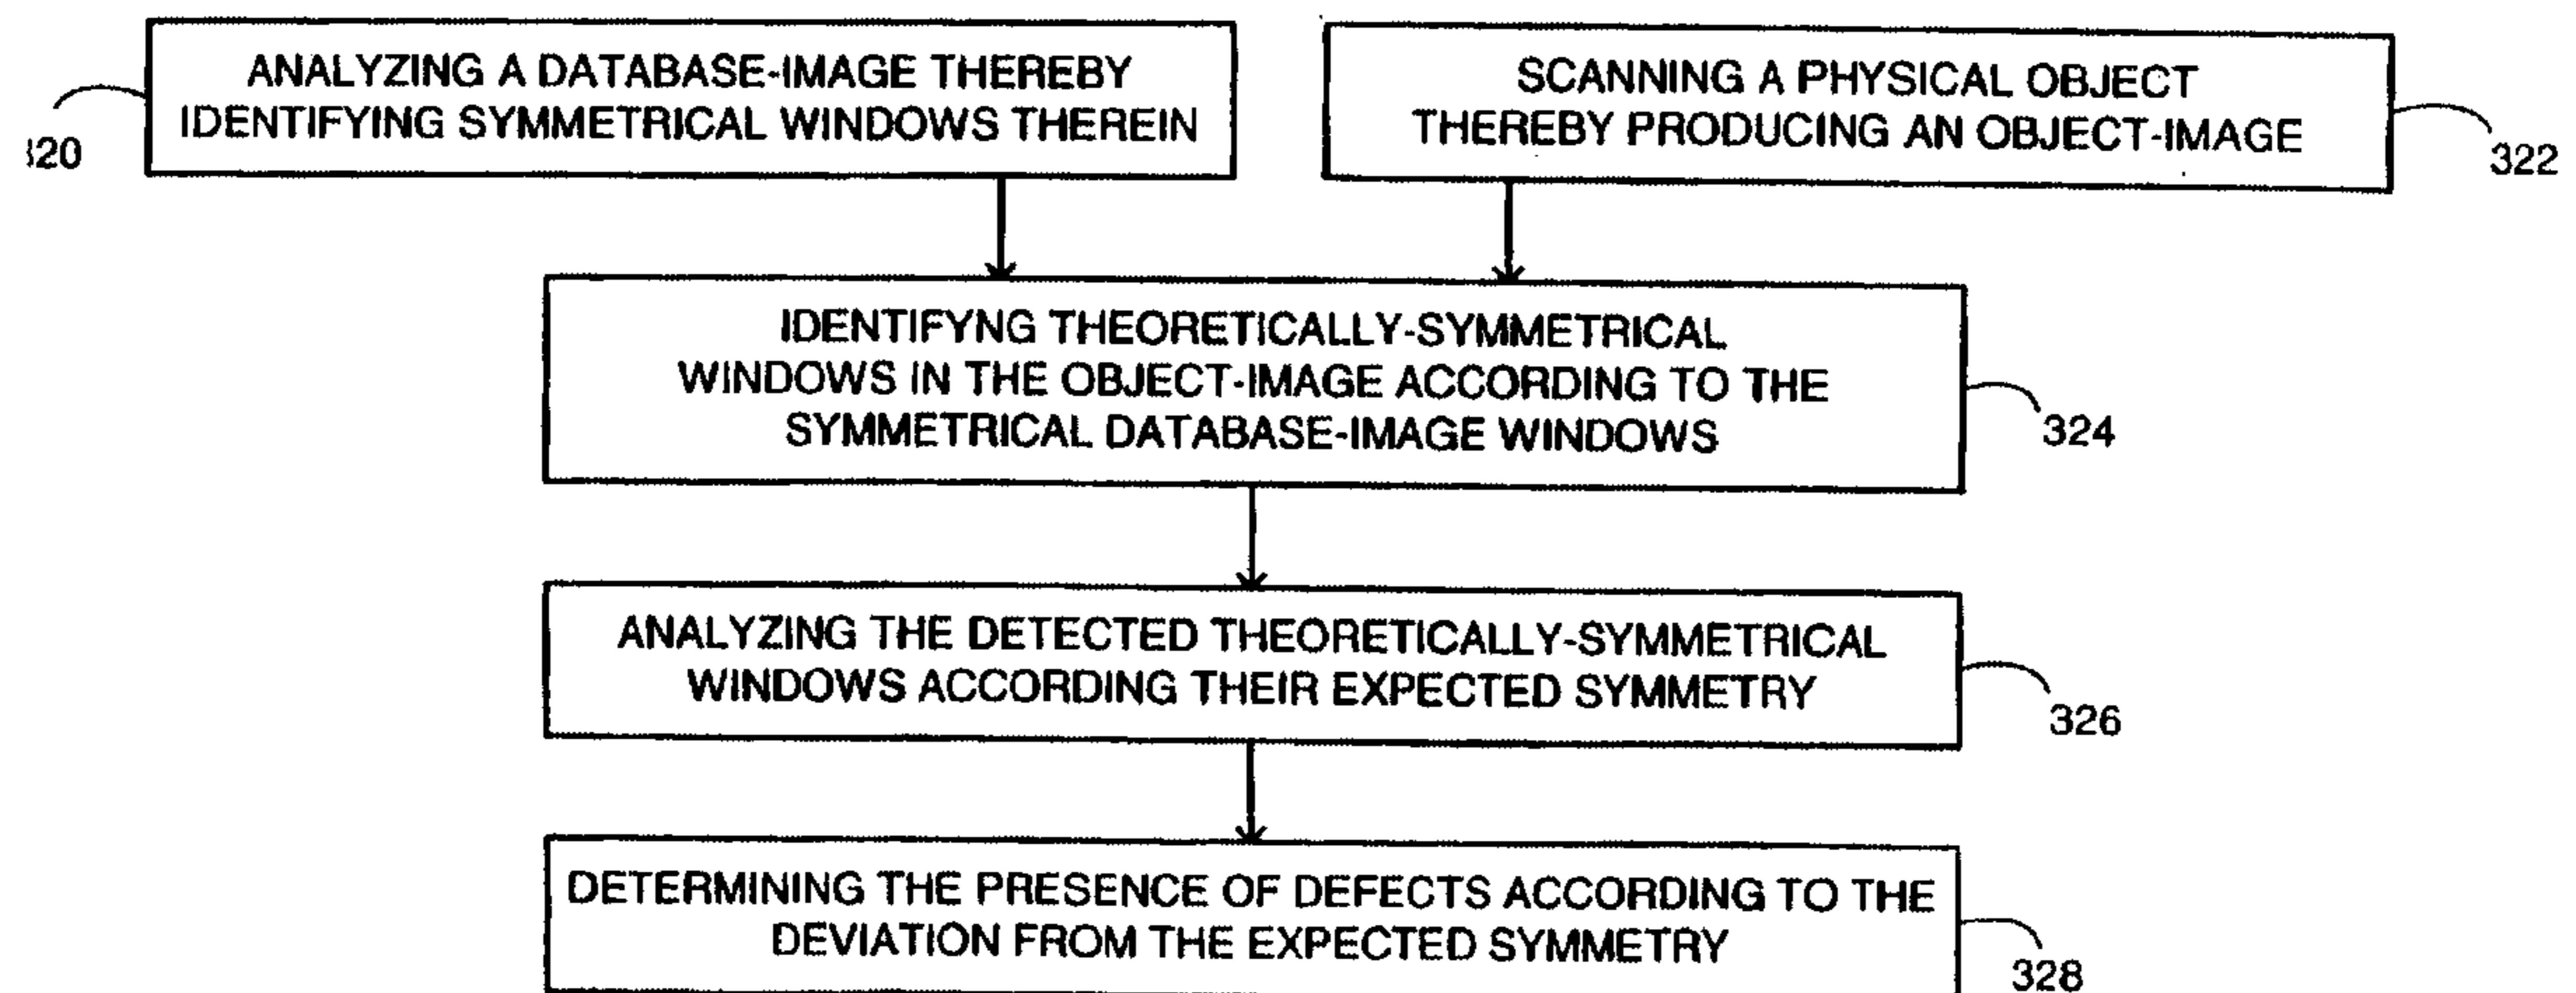 ANALYZING A DATABASE-IMAGE THEREBY
IDENTIFYING SYMMETRICAL WINDOWS THEREIN
SCANNING A PHYSICAL OBJECT
THEREBY PRODUCING AN OBJECT-IMAGE
322
IDENTIFYNG THEORETICALLY-SYMMETRICAL
WINDOWS IN THE OBJECT-IMAGE ACCORDING TO THE
SYMMETRICAL DATABASE-IMAGE WINDOWS
324
ANALYZING THE DETECTED THEORETICALLY-SYMMETRICAL
WINDOWS ACCORDING THEIR EXPECTED SYMMETRY
326
DETERMINING THE PRESENCE OF DEFECTS ACCORDING TO THE
DEVIATION FROM THE EXPECTED SYMMETRY
328